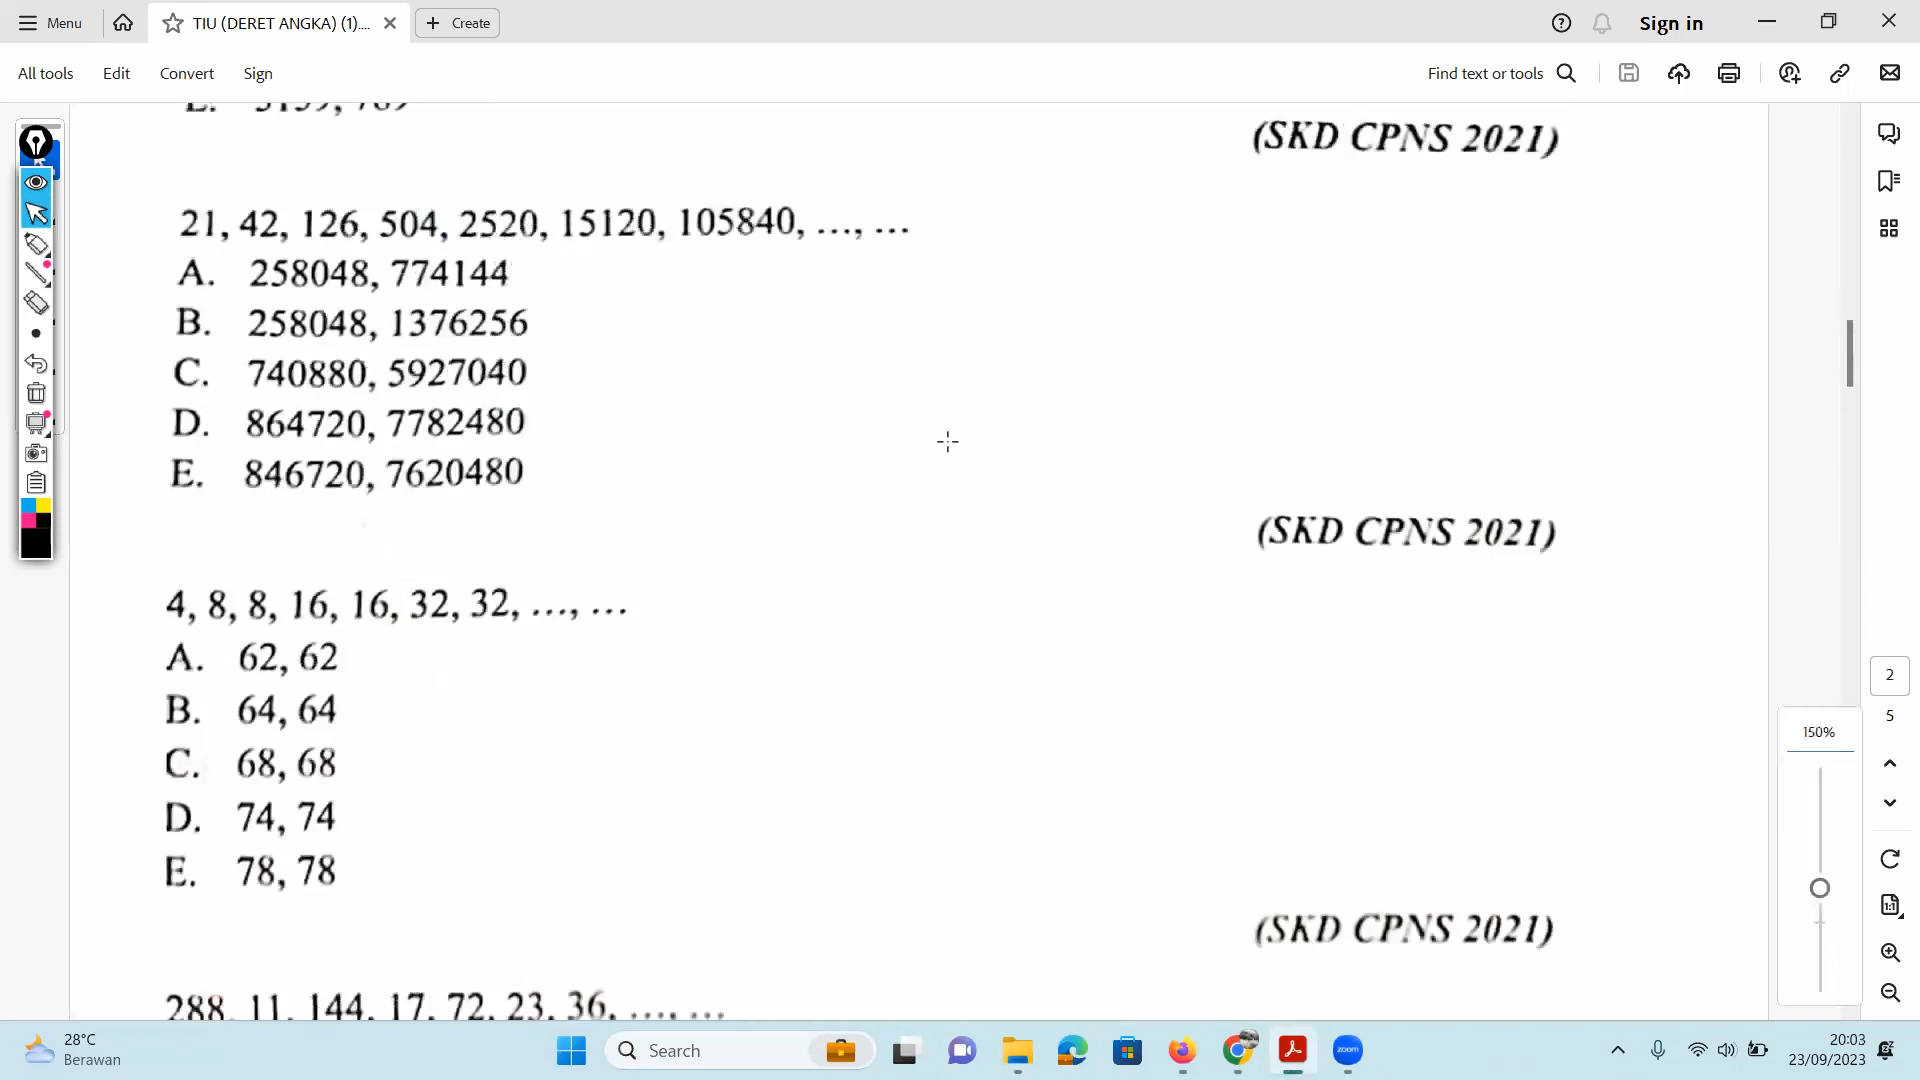 Menu
TIU (DERET ANGKA) (1)....
Create
Sign in
All tools
Edit
Convert
Sign
Find text or tools
(SKD CPNS 2021)
21, 42, 126, 504, 2520, 15120, 105840, ..., ...
A. 258048, 774144
B. 258048, 1376256
C. 740880, 5927040
D. 864720, 7782480
E. 846720, 7620480
(SKD CPNS 2021)
4, 8, 8, 16, 16, 32, 32, ..., ...
A. 62, 62
B. 64, 64
C. 68, 68
D. 74, 74
E. 78, 78
(SKD CPNS 2021)
288, 11, 144, 17, 72, 23, 36, ..., ...
2
5
150%
28°C
Berawan
Search
zoom
20:03
23/09/2023